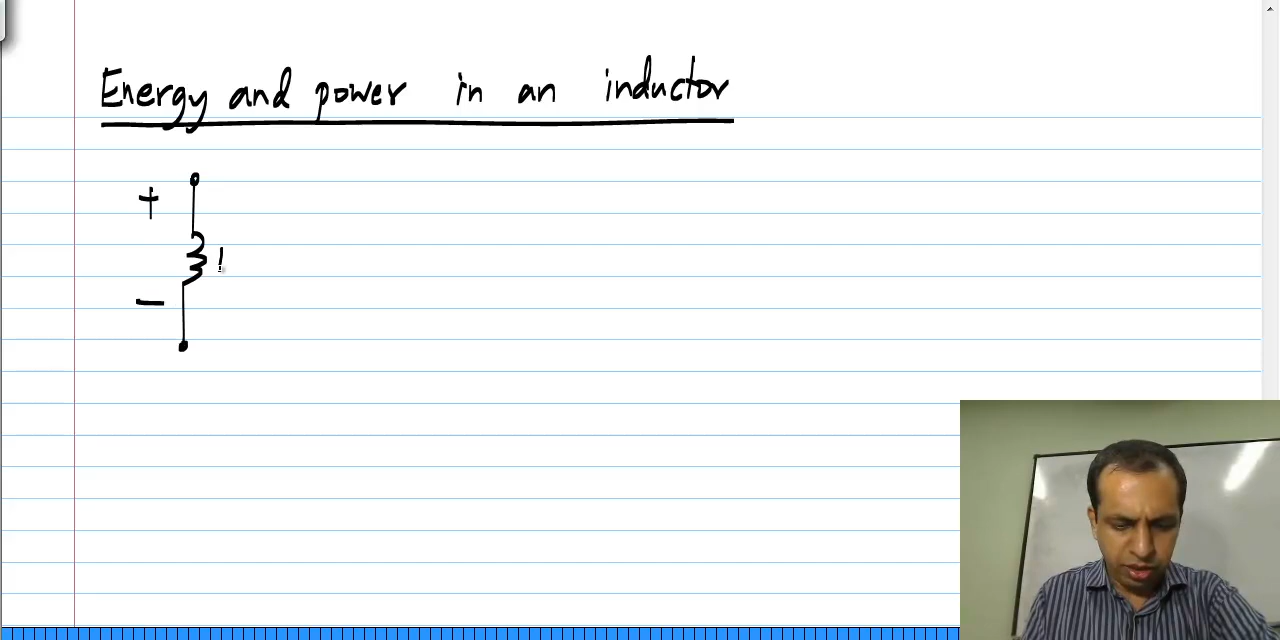 Energy and power in an inductor
+
−